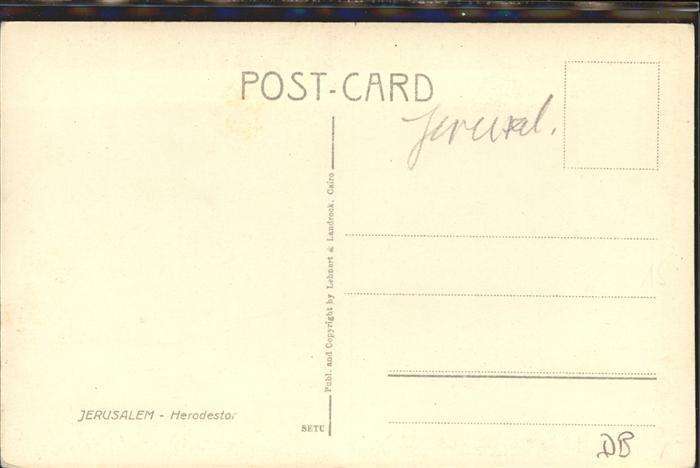 POST-CARD
Jerusal.
Publ. and Copyright by Lehnert & Landrock, Cairo
JERUSALEM - Herodestor
SETU
DB